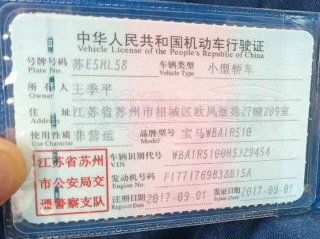 中华人民共和国机动车行驶证
Vehicle License of the People's Republic of China
号牌号码 苏E5HL58 车辆类型 小型轿车
Plate No. Vehicle Type
所有人 王季平
Owner
住址 江苏省苏州市相城区欧风丽苑27幢209室
Address
使用性质 非营运 品牌型号 宝马WBA1R510
Use Character Model
江苏省苏州
市公安局交
通警察支队
车辆识别代号 WBA1R5100H5JZ9454
VIN
发动机号码
Engine No.
注册日期 2017-09-01 发证日期 2017-09-01
Register Date Issue Date